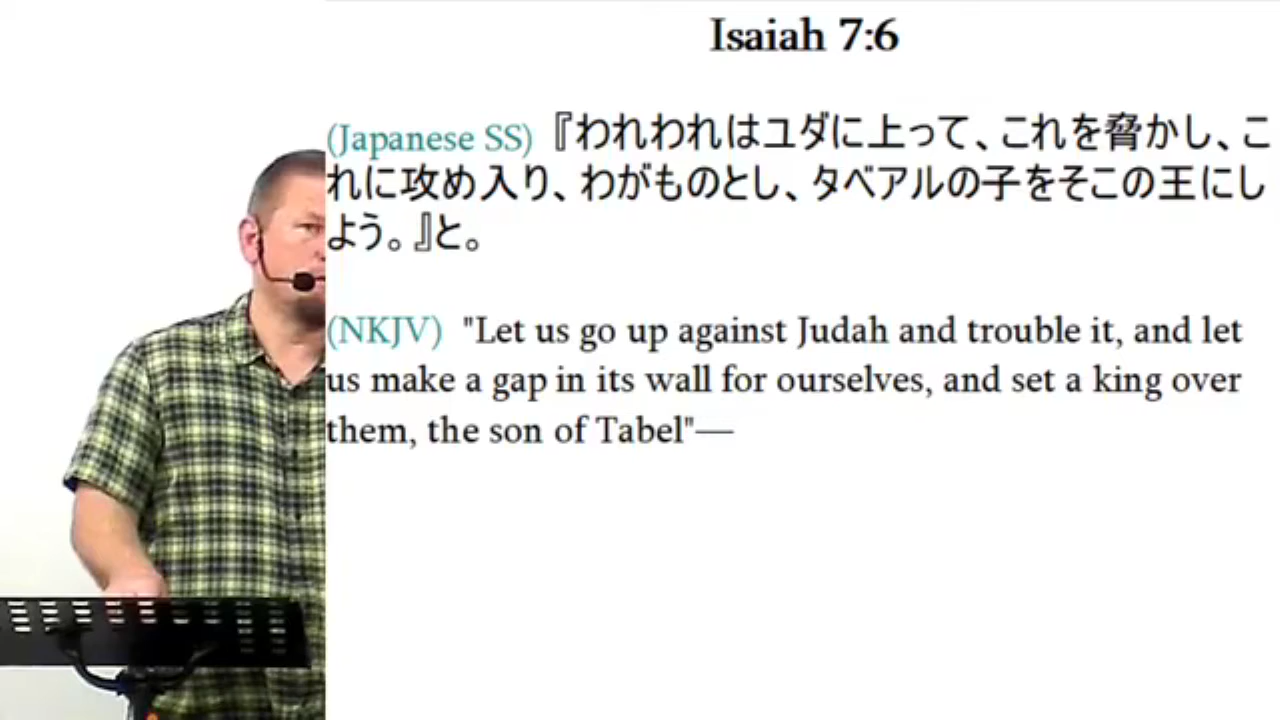 Isaiah 7:6
(Japanese SS) 『われわれはユダに上って、これを脅かし、こ
れに攻め入り、わがものとし、タベアルの子をそこの王にし
よう。』と。
(NKJV) "Let us go up against Judah and trouble it, and let
us make a gap in its wall for ourselves, and set a king over
them, the son of Tabel"—